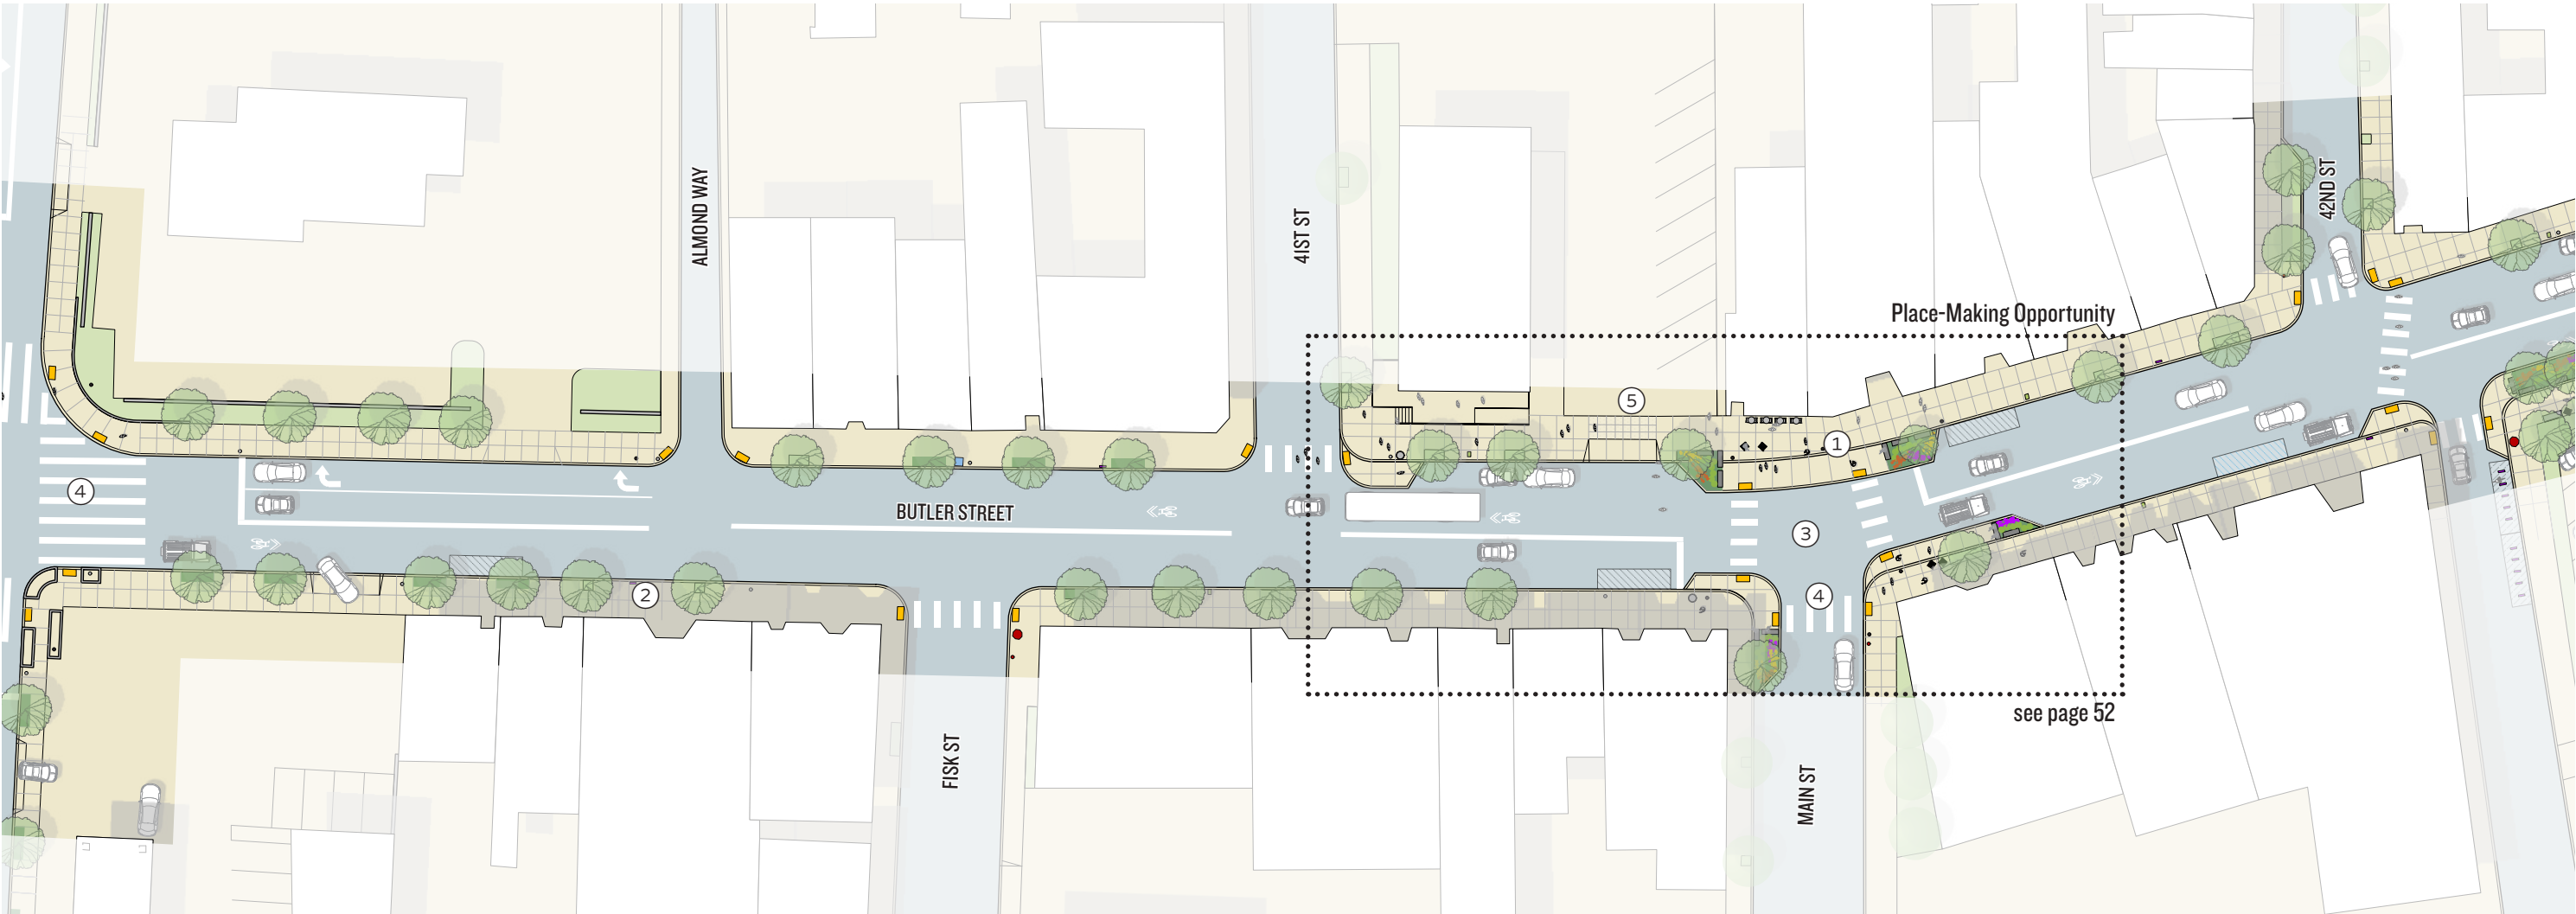 ALMOND WAY
41ST ST
42ND ST
Place-Making Opportunity
5
1
4
BUTLER STREET
3
2
4
see page 52
FISK ST
MAIN ST